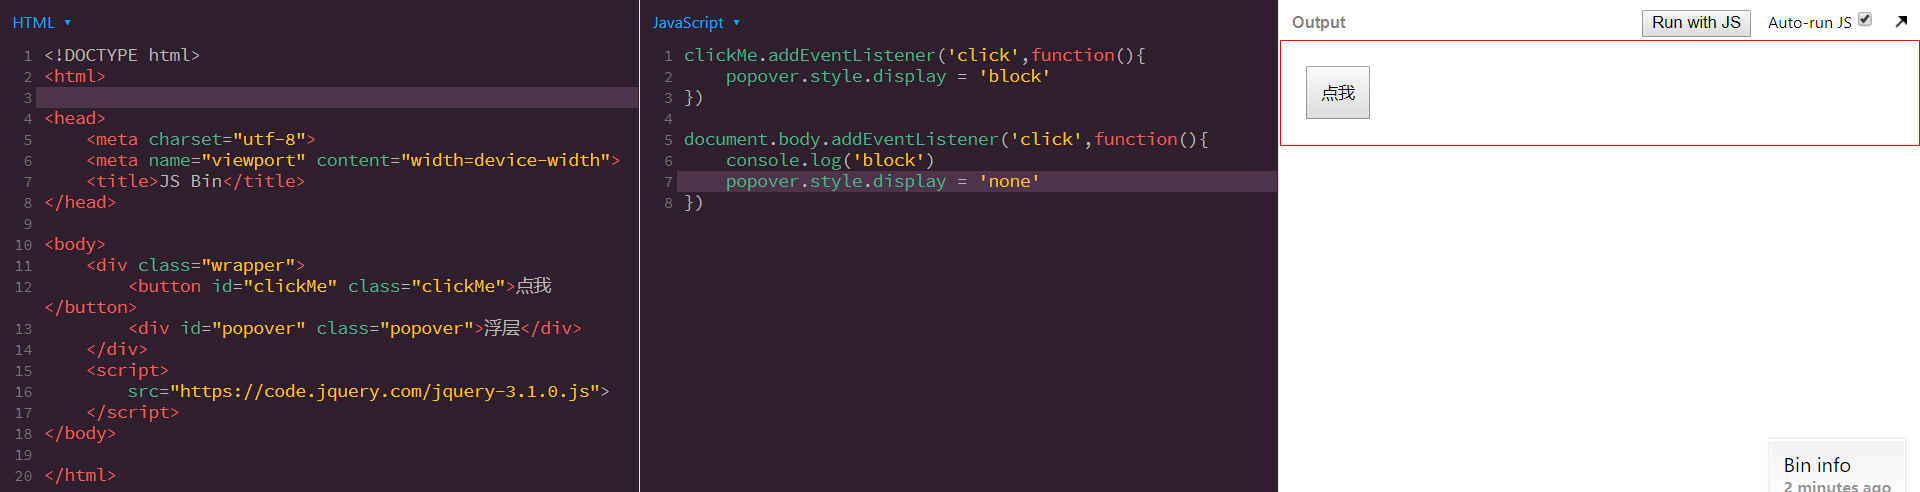 HTML ▾
1 <!DOCTYPE html>
2 <html>
3
4 <head>
5 <meta charset="utf-8">
6 <meta name="viewport" content="width=device-width">
7 <title>JS Bin</title>
8 </head>
9
10 <body>
11 <div class="wrapper">
12 <button id="clickMe" class="clickMe">点我
</button>
13 <div id="popover" class="popover">浮层</div>
14 </div>
15 <script>
16 src="https://code.jquery.com/jquery-3.1.0.js">
17 </script>
18 </body>
19
20 </html>
JavaScript ▾
1 clickMe.addEventListener('click',function(){
2 popover.style.display = 'block'
3 })
4
5 document.body.addEventListener('click',function(){
6 console.log('block')
7 popover.style.display = 'none'
8 })
Output
Run with JS
Auto-run JS
点我
Bin info
2 minutes ago